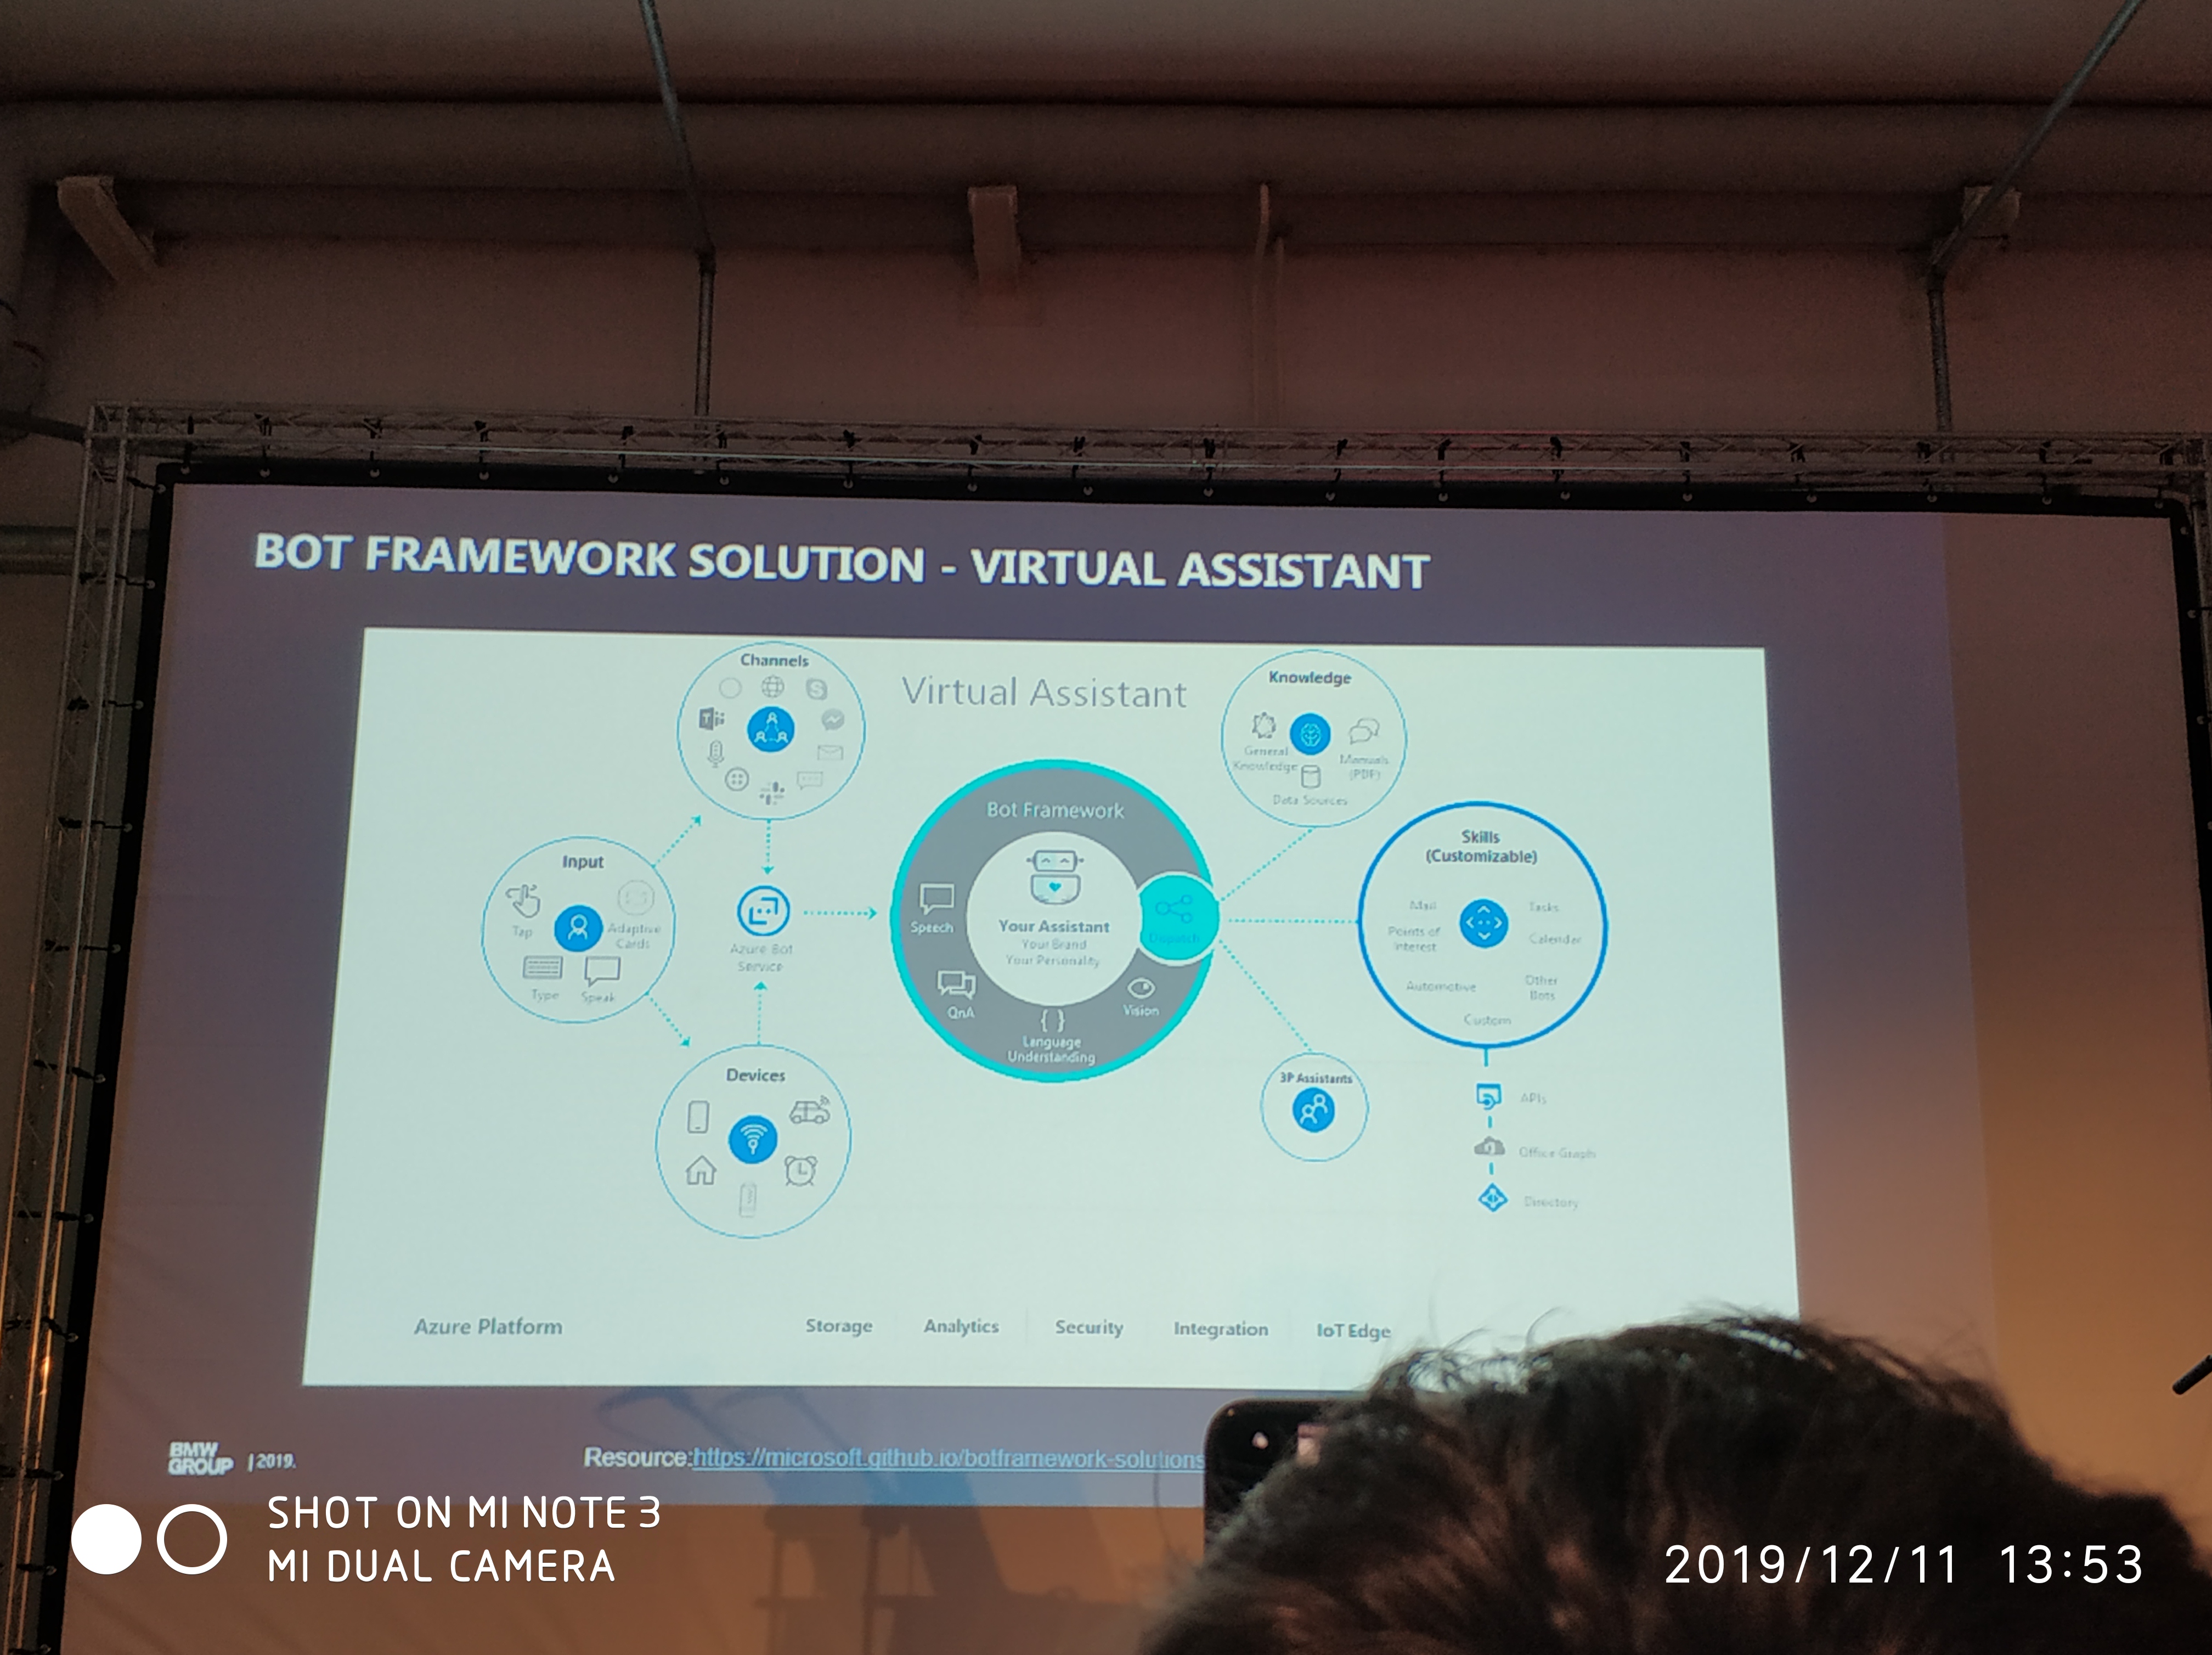 BOT FRAMEWORK SOLUTION - VIRTUAL ASSISTANT
Virtual Assistant
Channels
Input
Tap
Adaptive
Cards
Type
Speak
Azure Bot
Service
Devices
Bot Framework
Speech
Your Assistant
Your Brand
Your Personality
Dispatch
QnA
Vision
{ }
Language
Understanding
Knowledge
General
Knowledge
Manuals
(PDF)
Data Sources
Skills
(Customizable)
Mail
Tasks
Points of
Interest
Calendar
Automotive
Other
Bots
Custom
3P Assistants
APIs
Office Graph
Directory
Azure Platform
Storage
Analytics
Security
Integration
IoT Edge
BMW
GROUP
| 2019.
Resource:https://microsoft.github.io/botframework-solutions
SHOT ON MI NOTE 3
MI DUAL CAMERA
2019/12/11 13:53